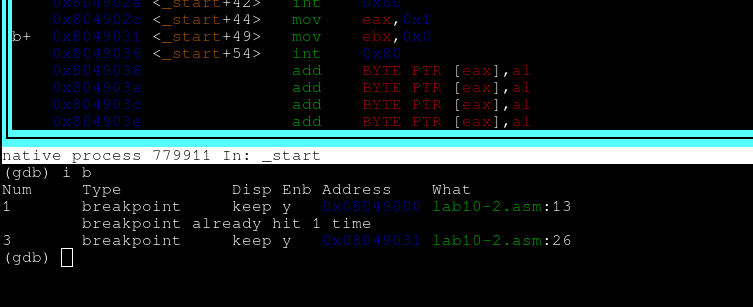 0x804902a <_start+42> int 0x80
0x804902c <_start+44> mov eax,0x1
b+ 0x8049031 <_start+49> mov ebx,0x0
0x8049036 <_start+54> int 0x80
0x8049038 add BYTE PTR [eax],al
0x804903a add BYTE PTR [eax],al
0x804903c add BYTE PTR [eax],al
0x804903e add BYTE PTR [eax],al
native process 779911 In: _start
(gdb) i b
Num Type Disp Enb Address What
1 breakpoint keep y 0x08049000 lab10-2.asm:13
breakpoint already hit 1 time
3 breakpoint keep y 0x08049031 lab10-2.asm:26
(gdb)